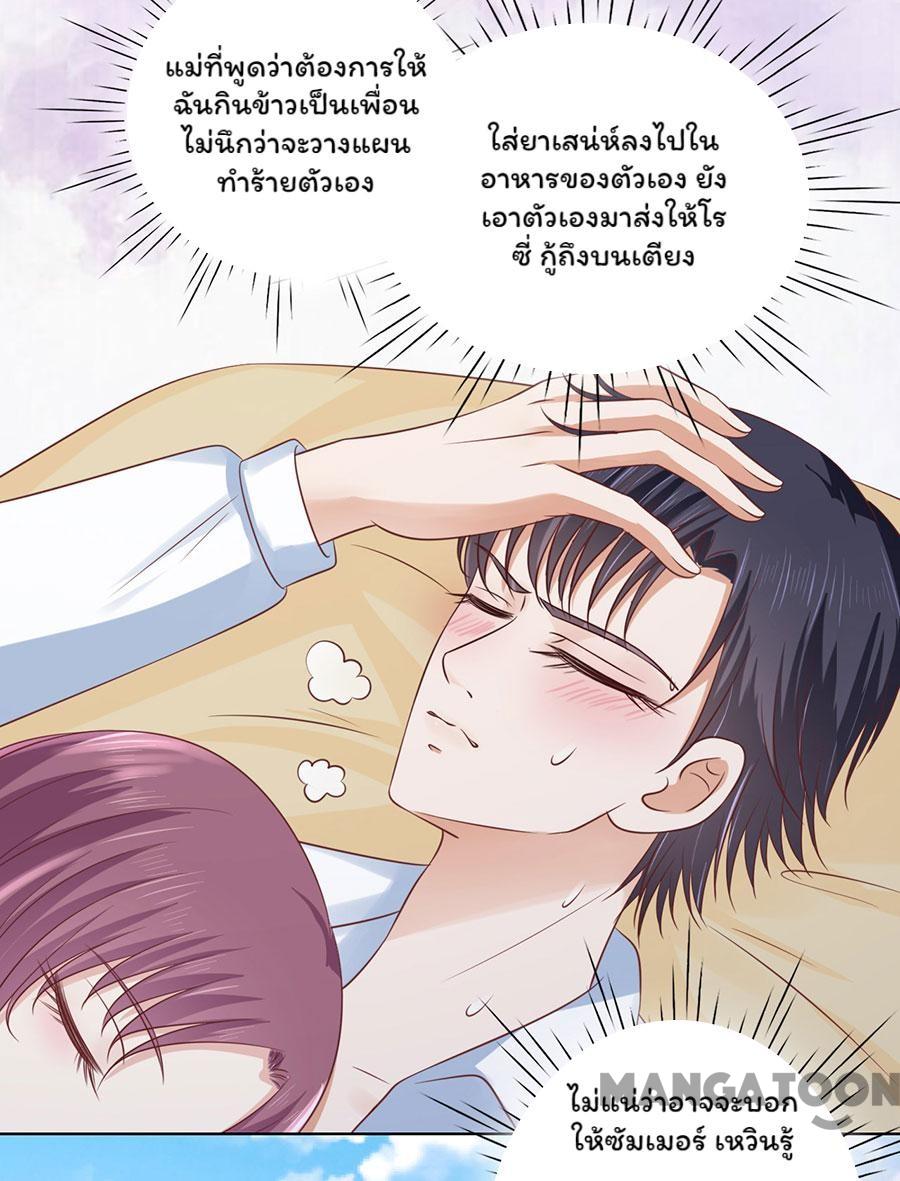 แม่ที่พูดว่าต้องการให้
ฉันกินข้าวเป็นเพื่อน
ไม่นึกว่าจะวางแผน
ทำร้ายตัวเอง
ใส่ยาเสน่ห์ลงไปใน
อาหารของตัวเอง ยัง
เอาตัวเองมาส่งให้โร
ซี่ กู้ถึงบนเตียง
MANGATOON
ไม่แน่ว่าอาจจะบอก
ให้ซัมเมอร์ เหวินรู้